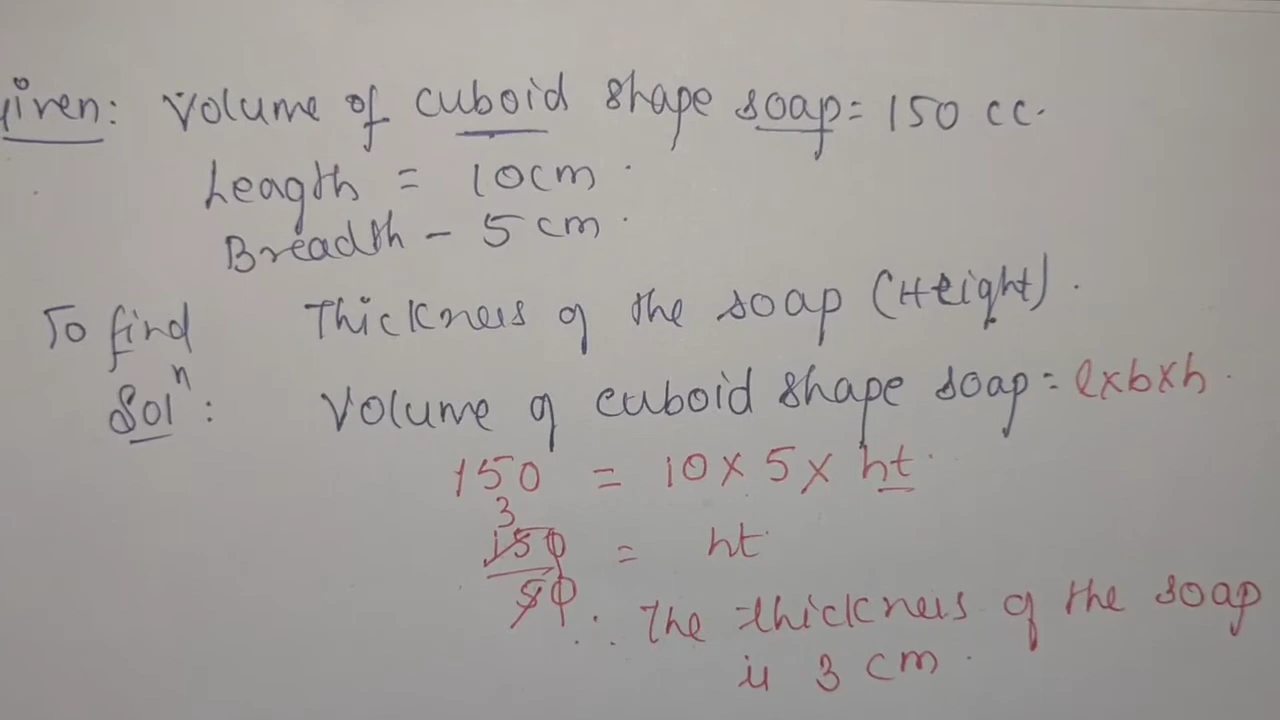 Given: Volume of cuboid shape soap = 150 cc.
Length = 10cm.
Breadth - 5 cm.
To find Thickness of the soap (Height).
Solⁿ: Volume of cuboid shape soap = l×b×h.
150 = 10 × 5 × ht.
3
150 = ht.
50
∴ The thickness of the soap
is 3 cm.